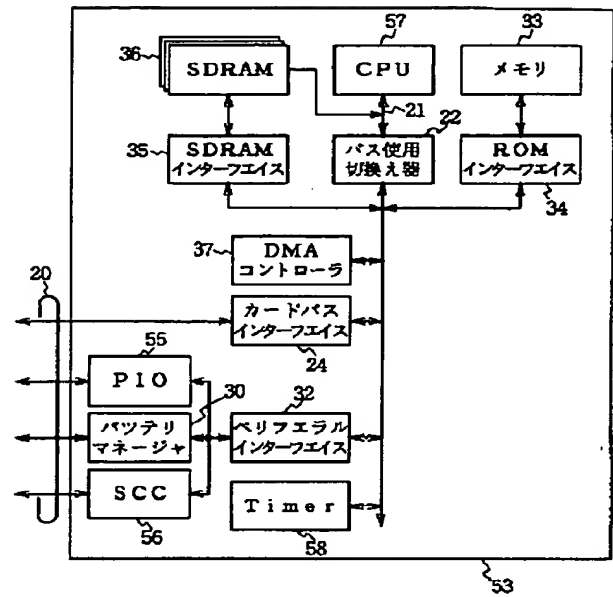 36
SDRAM
57
CPU
33
メモリ
21
22
35
SDRAM
インターフエイス
バス使用
切換え器
ROM
インターフエイス
34
37
DMA
コントローラ
20
カードバス
インターフエイス
24
55
PIO
30
バッテリ
マネージャ
32
ペリフエラル
インターフエイス
SCC
56
Timer
58
53